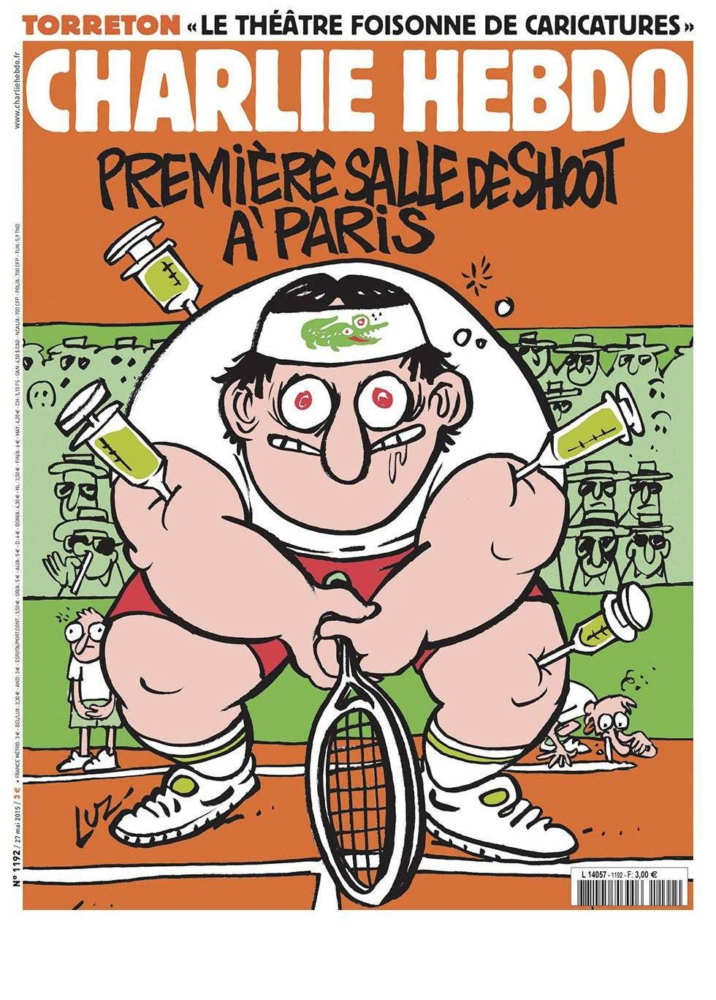 TORRETON «LE THÉÂTRE FOISONNE DE CARICATURES»
CHARLIE HEBDO
PREMIÈRE SALLE DE SHOOT
À PARIS
LUZ
www.charliehebdo.fr
N° 1192 / 27 mai 2015 / 3 €
L 14057 - 1192 - F: 3,00 €